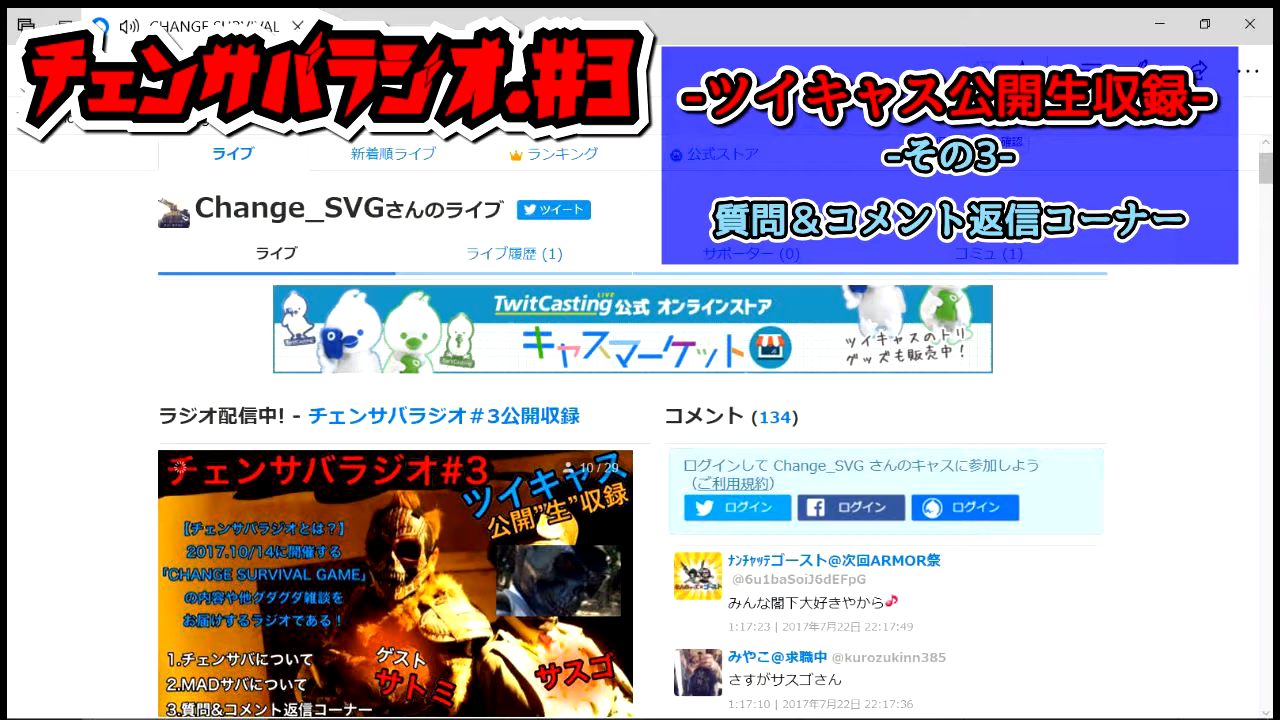 CHANGE SURVIVAL
チェンサバラジオ.#3
-ツイキャス公開生収録-
-その3-
質問＆コメント返信コーナー
ライブ
新着順ライブ
ランキング
公式ストア
Change_SVGさんのライブ
ツイート
ライブ
ライブ履歴 (1)
サポーター (0)
コミュ (1)
TwitCasting LIVE 公式 オンラインストア
キャスマーケット
ツイキャスのトリ
グッズも販売中！
ラジオ配信中! - チェンサバラジオ＃3公開収録
コメント (134)
チェンサバラジオ#3
10 / 29
ツイキャス
公開”生”収録
【チェンサバラジオとは？】
2017.10/14に開催する
「CHANGE SURVIVAL GAME」
の内容や他グダグダ雑談を
お届けするラジオである！
1.チェンサバについて
2.MADサバについて
3.質問&コメント返信コーナー
ゲスト
サトミ
サスゴ
ログインして Change_SVG さんのキャスに参加しよう
（ご利用規約）
ログイン
ログイン
ログイン
ﾅﾝﾁｬｯﾃゴースト@次回ARMOR祭
@6u1baSoiJ6dEFpG
みんな閣下大好きやから🎵
1:17:23 | 2017年7月22日 22:17:49
みやこ@求職中 @kurozukinn385
さすがサスゴさん
1:17:10 | 2017年7月22日 22:17:36